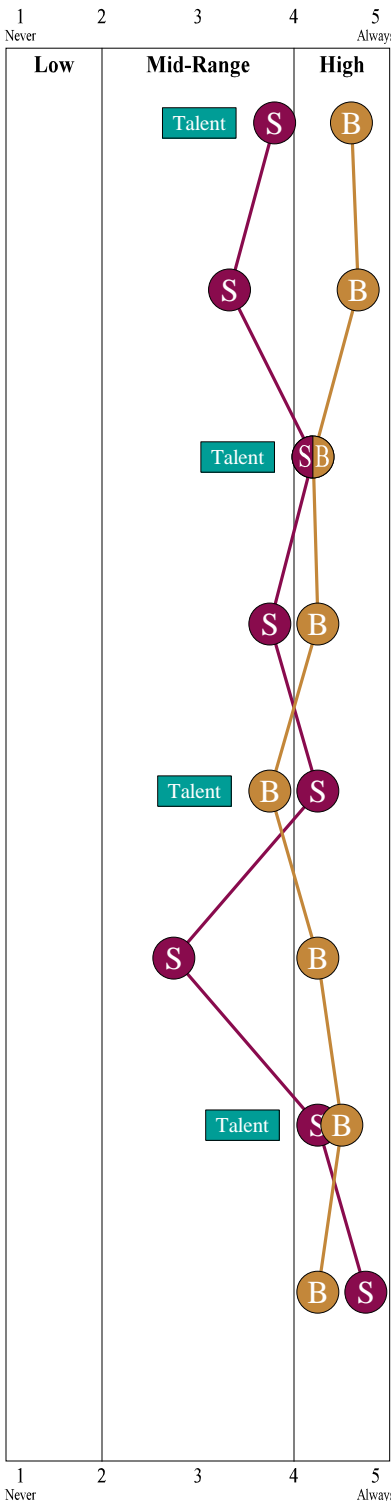 1 2 3 4 5
Never Always
Low Mid-Range High
Talent S B
S B
Talent S B
S B
Talent B S
S B
Talent S B
B S
1 2 3 4 5
Never Always